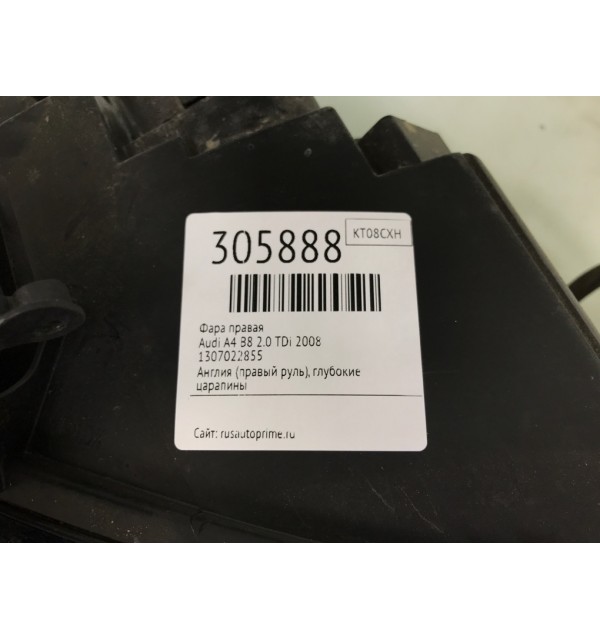 305888
KT08CXH
Фара правая
Audi A4 B8 2.0 TDi 2008
1307022855
Англия (правый руль), глубокие
царапины
Сайт: rusautoprime.ru